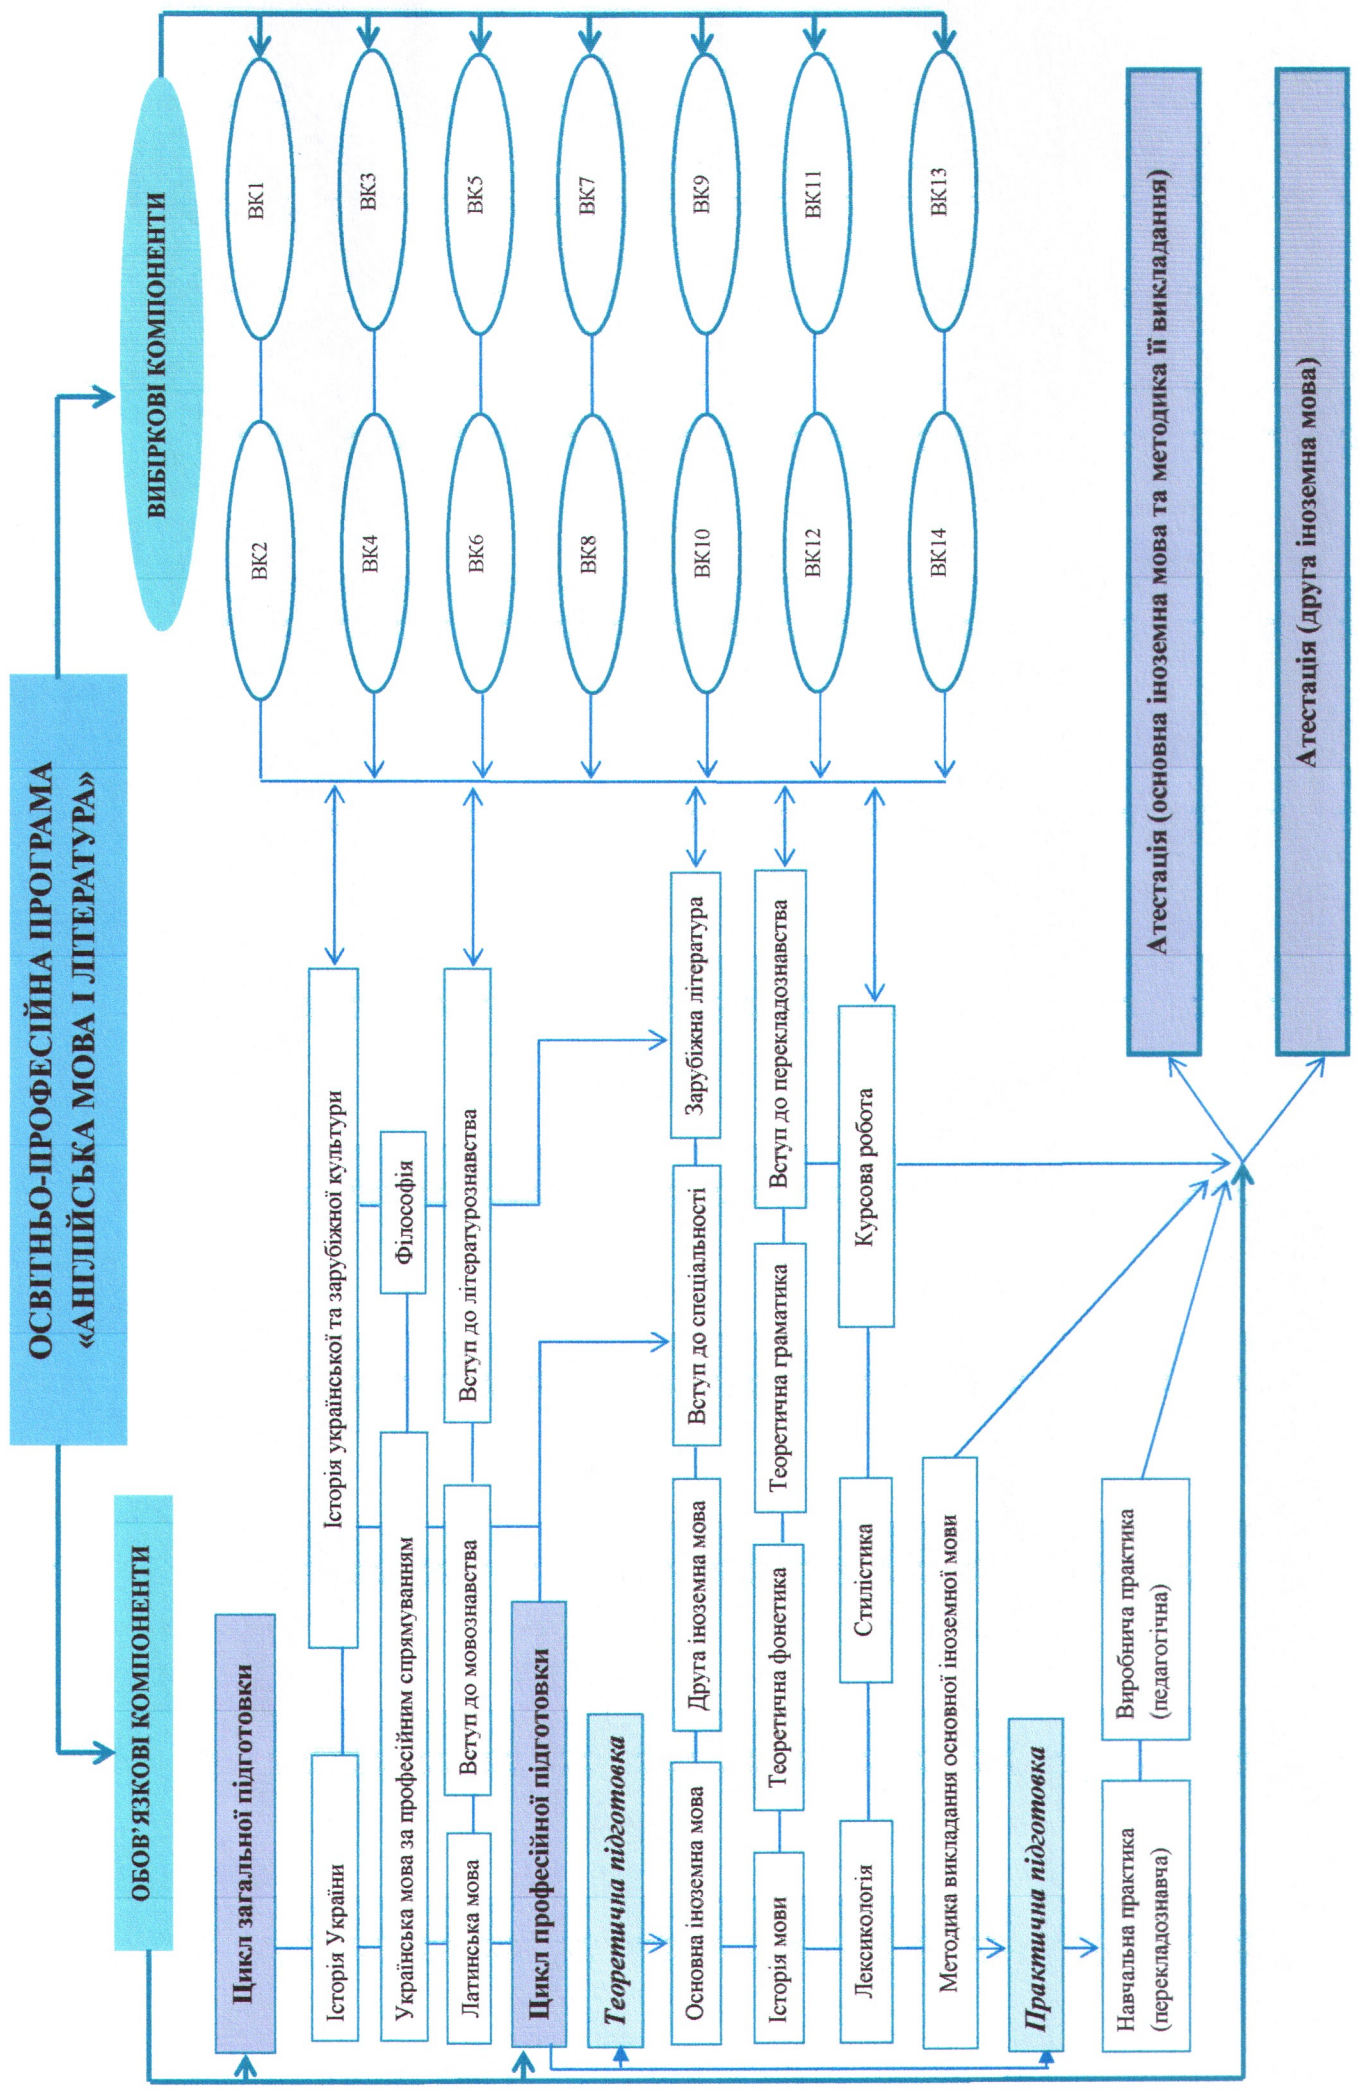 ОСВІТНЬО-ПРОФЕСІЙНА ПРОГРАМА
«АНГЛІЙСЬКА МОВА І ЛІТЕРАТУРА»
ОБОВ’ЯЗКОВІ КОМПОНЕНТИ
ВИБІРКОВІ КОМПОНЕНТИ
Цикл загальної підготовки
ВК2
ВК1
Історія України
Історія української та зарубіжної культури
ВК4
ВК3
Українська мова за професійним спрямуванням
Філософія
Латинська мова
Вступ до мовознавства
Вступ до літературознавства
ВК6
ВК5
Цикл професійної підготовки
ВК8
ВК7
Теоретична підготовка
Основна іноземна мова
Друга іноземна мова
Вступ до спеціальності
Зарубіжна література
ВК10
ВК9
Історія мови
Теоретична фонетика
Теоретична граматика
Вступ до перекладознавства
ВК12
ВК11
Лексикологія
Стилістика
Курсова робота
ВК14
ВК13
Методика викладання основної іноземної мови
Практична підготовка
Навчальна практика
(перекладознавча)
Виробнича практика
(педагогічна)
Атестація (основна іноземна мова та методика її викладання)
Атестація (друга іноземна мова)